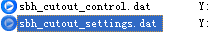 sbh_cutout_control.dat Y:
sbh_cutout_settings.dat Y: